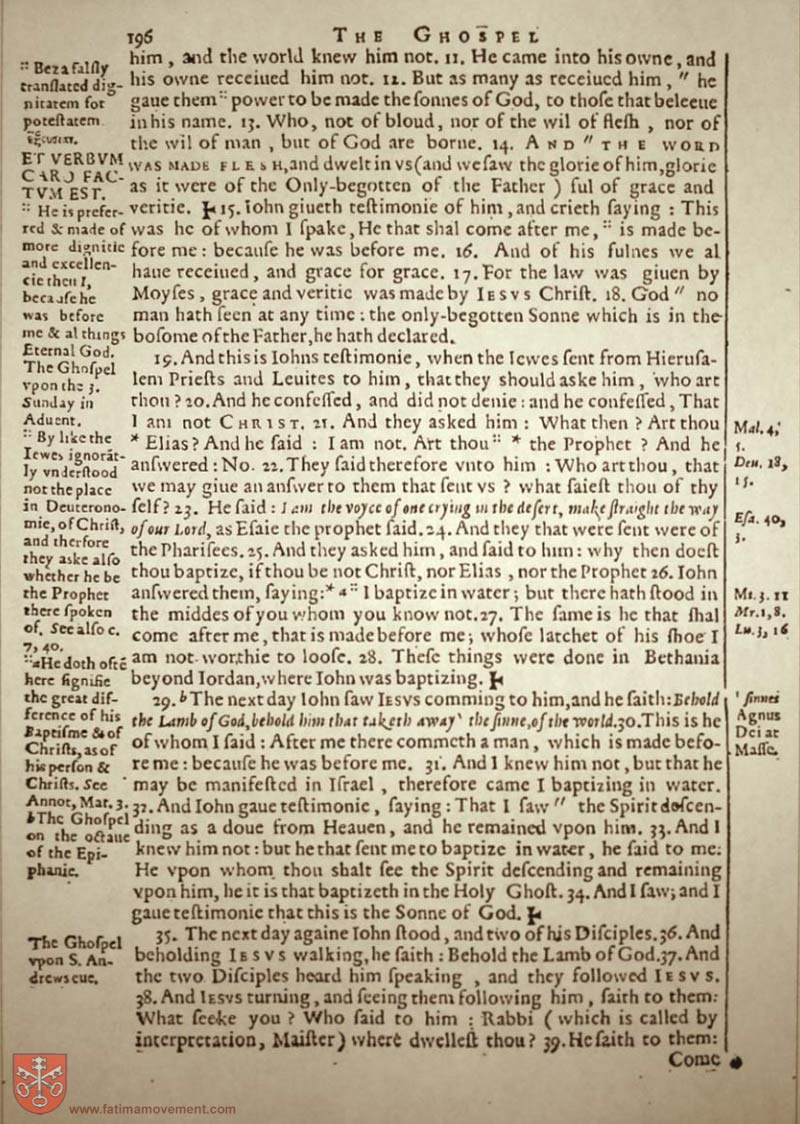 196 THE GHOSPEL
him, and the world knew him not. 11. He came into his owne, and
his owne receiued him not. 12. But as many as receiued him, " he
gaue them :: power to be made the ſonnes of God, to thoſe that beleeue
in his name. 13. Who, not of bloud, nor of the wil of fleſh, nor of
the wil of man, but of God are borne. 14. AND " THE WORD
WAS MADE FLESH, and dwelt in vs (and we ſaw the glorie of him, glorie
as it were of the Only-begotten of the Father) ful of grace and
veritie. 15. Iohn giueth teſtimonie of him, and crieth ſaying: This
was he of whom I ſpake, He that shal come after me, :: is made be-
fore me: becauſe he was before me. 16. And of his fulnes we al
haue receiued, and grace for grace. 17. For the law was giuen by
Moyſes, grace and veritie was made by IESVS Chriſt. 18. God " no
man hath ſeen at any time: the only-begotten Sonne which is in the
boſome of the Father, he hath declared.
19. And this is Iohns teſtimonie, when the Iewes ſent from Hieruſa-
lem Prieſts and Leuites to him, that they should aske him, who art
thou? 20. And he confeſſed, and did not denie: and he confeſſed, That
I am not CHRIST. 21. And they asked him: What then? Art thou
* Elias? And he ſaid: I am not. Art thou :: * the Prophet? And he
anſwered: No. 22. They ſaid therefore vnto him: Who art thou, that
we may giue an anſwer to them that ſent vs? what ſaieſt thou of thy
ſelf? 23. He ſaid: I am the voyce of one crying in the deſert, make ſtraight the way
of our Lord, as Eſaie the prophet ſaid. 24. And they that were ſent were of
the Phariſees. 25. And they asked him, and ſaid to him: why then doeſt
thou baptize, if thou be not Chriſt, nor Elias, nor the Prophet 26. Iohn
anſwered them, ſaying: * a :: I baptize in water; but there hath ſtood in
the middes of you whom you know not. 27. The ſame is he that ſhal
come after me, that is made before me; whoſe latchet of his ſhoe I
am not worthie to looſe. 28. Theſe things were done in Bethania
beyond Iordan, where Iohn was baptizing.
29. b The next day Iohn ſaw IESVS comming to him, and he ſaith: Behold
the Lamb of God, behold him that taketh away ' the ſinne, of the world. 30. This is he
of whom I ſaid: After me there commeth a man, which is made befo-
re me: becauſe he was before me. 31. And I knew him not, but that he
may be manifeſted in Iſrael, therefore came I baptizing in water.
32. And Iohn gaue teſtimonie, ſaying: That I ſaw " the Spirit deſcen-
ding as a doue from Heauen, and he remained vpon him. 33. And I
knew him not: but he that ſent me to baptize in water, he ſaid to me:
He vpon whom thou shalt ſee the Spirit deſcending and remaining
vpon him, he it is that baptizeth in the Holy Ghoſt. 34. And I ſaw; and I
gaue teſtimonie that this is the Sonne of God.
35. The next day againe Iohn ſtood, and two of his Diſciples. 36. And
beholding IESVS walking, he ſaith: Behold the Lamb of God. 37. And
the two Diſciples heard him ſpeaking, and they followed IESVS.
38. And IESVS turning, and ſeeing them following him, ſaith to them:
What ſeeke you? Who ſaid to him: Rabbi (which is called by
interpretation, Maiſter) where dwelleſt thou? 39. He ſaith to them:
Come
:: Beza falſly
tranſlated dig-
nitatem for
poteſtatem
ἐξουσίαν.
ET VERBVM
CARO FAC-
TVM EST.
:: He is prefer-
red & made of
more dignitie
and excellen-
cie then I,
becauſe he
was before
me & al things
Eternal God.
The Ghoſpel
vpon the 3.
Sunday in
Aduent.
:: By like the
Iewes ignorāt-
ly vnderſtood
not the place
in Deuterono-
mie, of Chriſt,
and therfore
they aske alſo
whether he be
the Prophet
there ſpoken
of. See alſo c.
7, 40.
:: a He doth oftē
here ſignifie
the great dif-
ference of his
Baptiſme & of
Chriſts, as of
his perſon &
Chriſts. See
Annot, Mat. 3.
b The Ghoſpel
on the octaue
of the Epi-
phanie.
The Ghoſpel
vpon S. An-
drews eue.
Mal. 4,
5.
Deu. 18,
15.
Eſa. 40,
3.
Mt. 3. 11
Mr. 1, 8.
Lu. 3, 16
' ſinnes
Agnus
Dei at
Maſſe.
www.fatimamovement.com